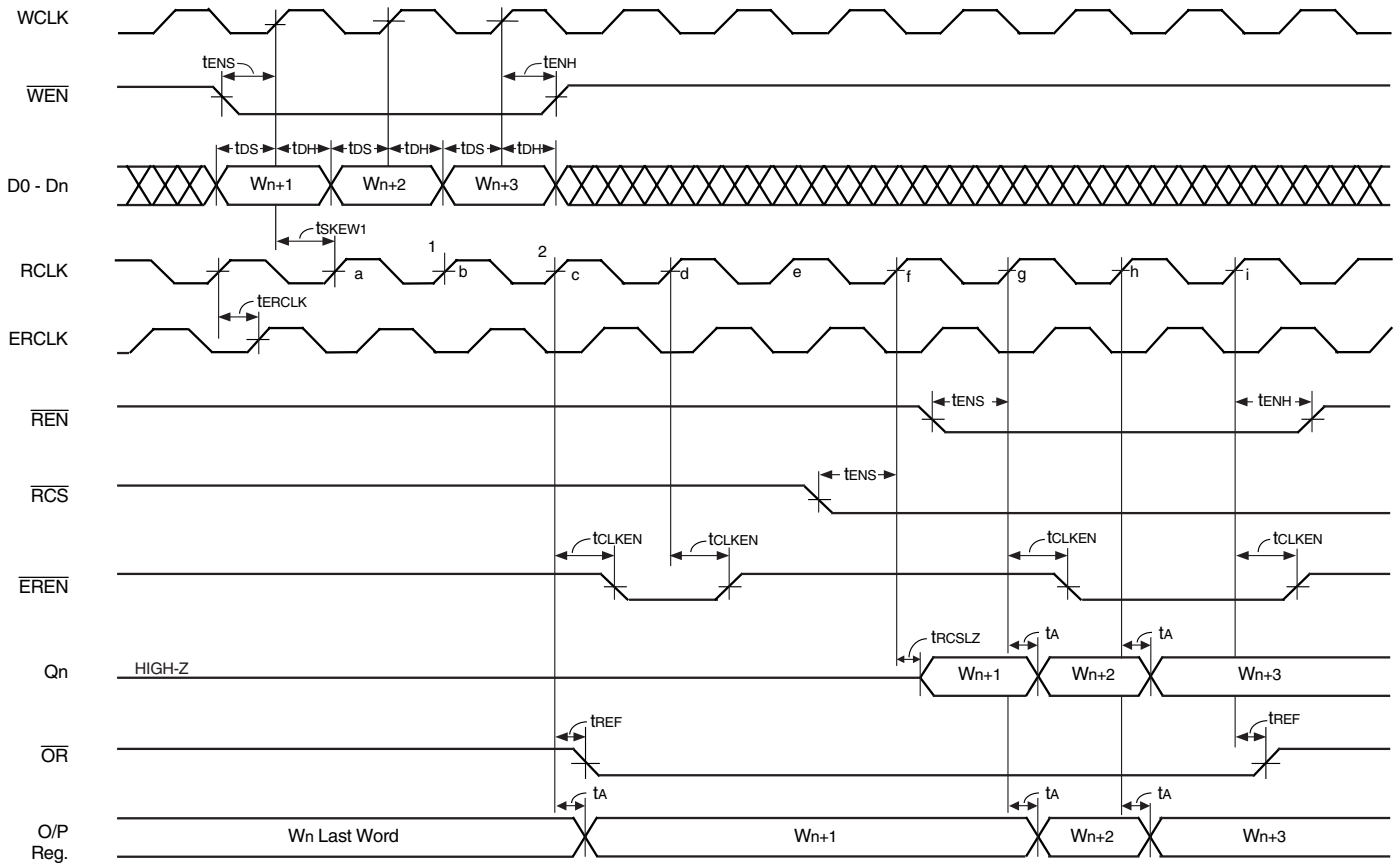 WCLK
tENS
tENH
WEN
tDS tDH tDS tDH tDS tDH
D0 - Dn
Wn+1 Wn+2 Wn+3
tSKEW1
1 2
RCLK
a b c d e f g h i
tERCLK
ERCLK
REN
tENS tENH
RCS
tENS
tCLKEN tCLKEN tCLKEN tCLKEN
EREN
tRCSLZ tA tA
Qn
HIGH-Z
Wn+1 Wn+2 Wn+3
tREF tREF
OR
tA tA tA
O/P
Reg.
Wn Last Word Wn+1 Wn+2 Wn+3